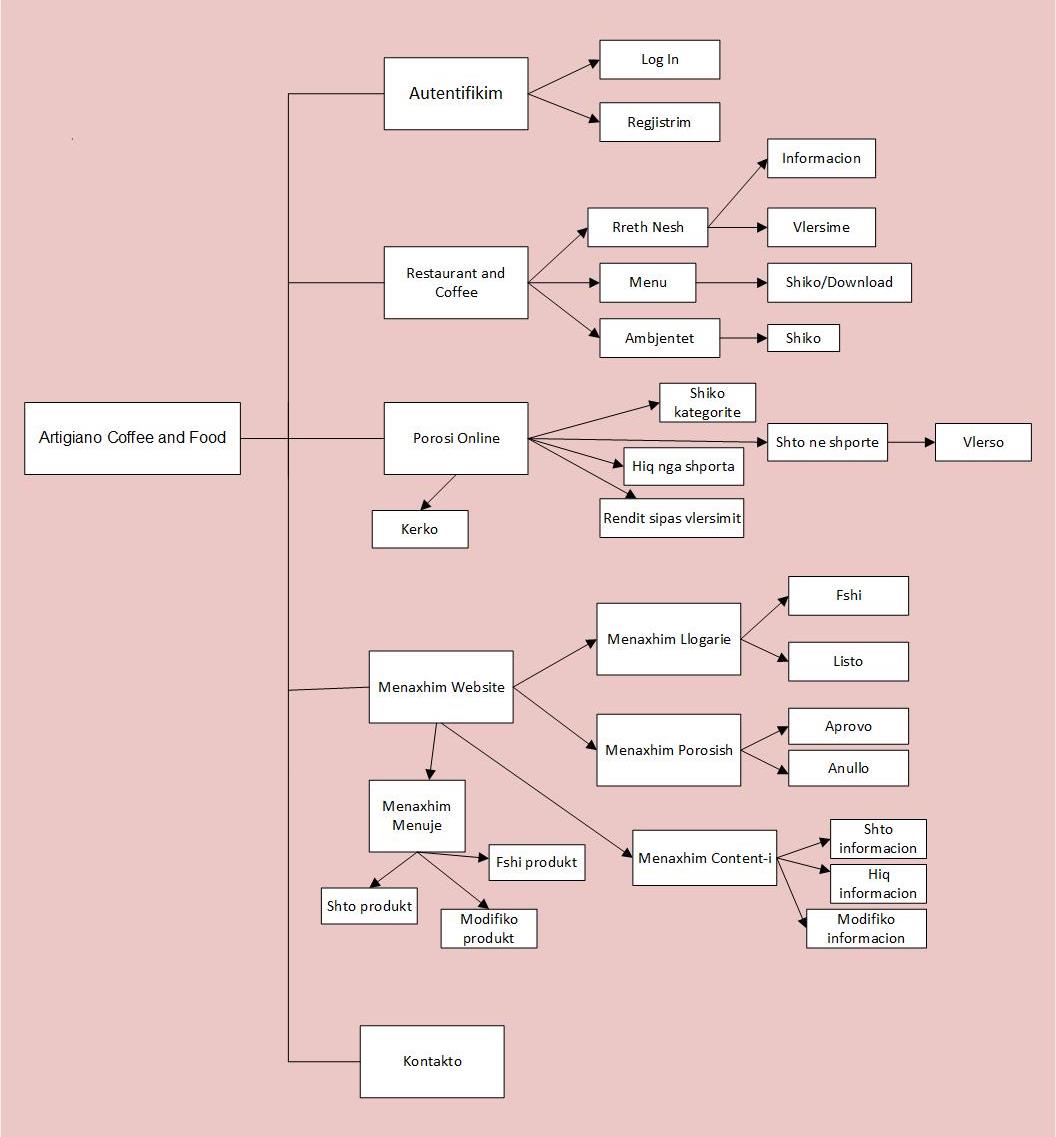 Log In
Autentifikim
Regjistrim
Informacion
Rreth Nesh
Vlersime
Restaurant and
Coffee
Menu
Shiko/Download
Ambjentet
Shiko
Artigiano Coffee and Food
Porosi Online
Shiko
kategorite
Shto ne shporte
Vlerso
Hiq nga shporta
Rendit sipas vlersimit
Kerko
Menaxhim Website
Menaxhim Llogarie
Fshi
Listo
Menaxhim Porosish
Aprovo
Anullo
Menaxhim
Menuje
Fshi produkt
Shto produkt
Modifiko
produkt
Menaxhim Content-i
Shto
informacion
Hiq
informacion
Modifiko
informacion
Kontakto